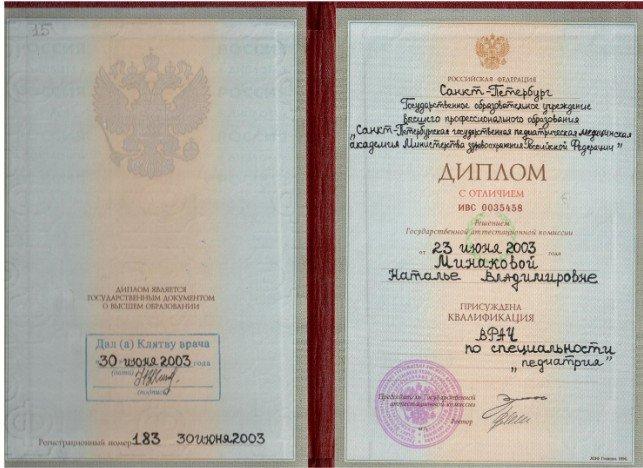 15
ДИПЛОМ ЯВЛЯЕТСЯ
ГОСУДАРСТВЕННЫМ ДОКУМЕНТОМ
О ВЫСШЕМ ОБРАЗОВАНИИ
Дал (а) Клятву врача
30 июня 2003 года
(дата)
(подпись)
Регистрационный номер 183 30июня2003
РОССИЙСКАЯ ФЕДЕРАЦИЯ
Санкт-Петербург
Государственное образовательное учреждение
высшего профессионального образования
„Санкт-Петербургская государственная педиатрическая медицинская
академия Министерства здравоохранения Российской Федерации"
ДИПЛОМ
С ОТЛИЧИЕМ
ИВС 0035458
Решением
Государственной аттестационной комиссии
от 23 июня 2003 года
Минаковой
Наталье Владимировне
ПРИСУЖДЕНА
КВАЛИФИКАЦИЯ
ВРАЧ
по специальности
„педиатрия"
Председатель Государственной
аттестационной комиссии
Ректор